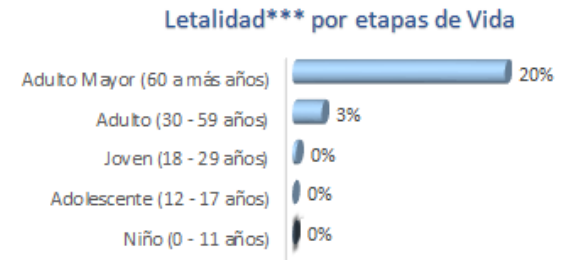 Letalidad*** por etapas de Vida
Adulto Mayor (60 a más años) 20%
Adulto (30 - 59 años) 3%
Joven (18 - 29 años) 0%
Adolescente (12 - 17 años) 0%
Niño (0 - 11 años) 0%